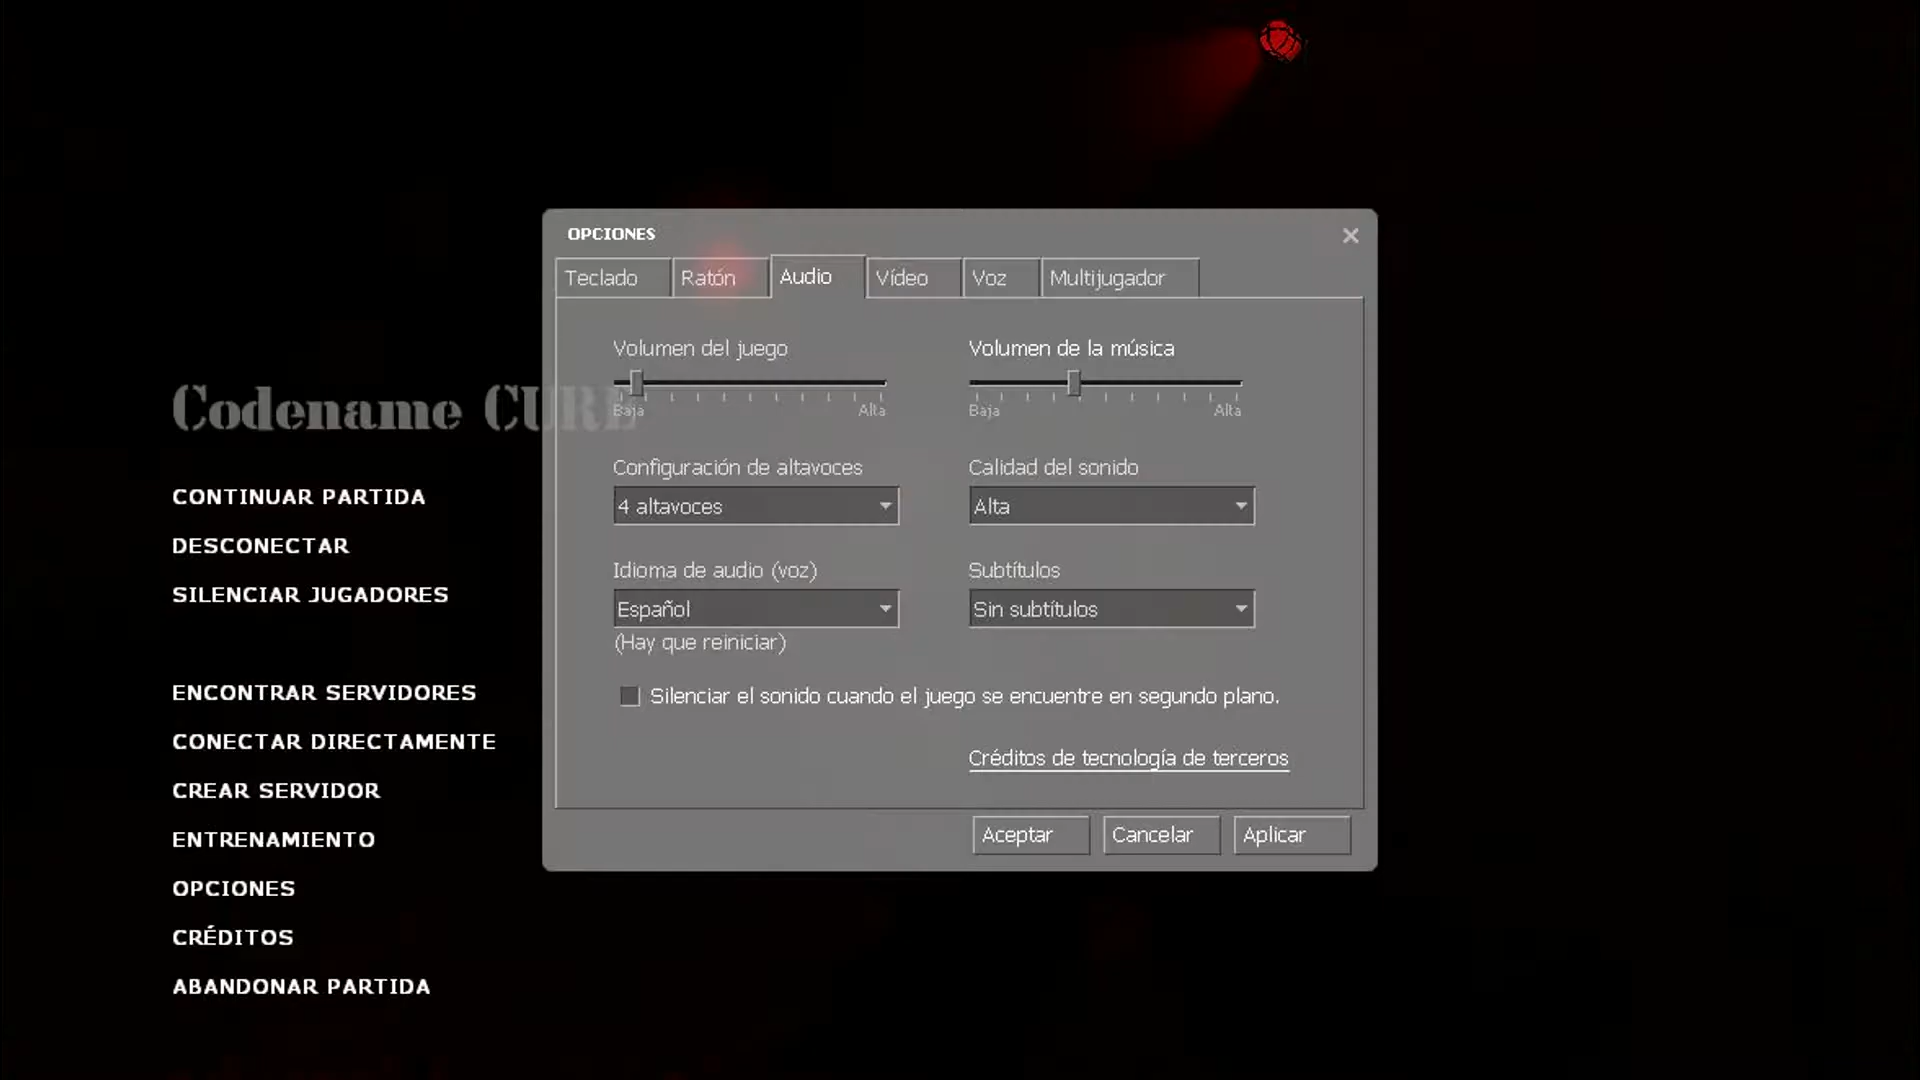 OPCIONES
Teclado Ratón Audio Vídeo Voz Multijugador
Volumen del juego
Baja Alta
Volumen de la música
Baja Alta
Configuración de altavoces
4 altavoces
Calidad del sonido
Alta
Idioma de audio (voz)
Español
(Hay que reiniciar)
Subtítulos
Sin subtítulos
Silenciar el sonido cuando el juego se encuentre en segundo plano.
Créditos de tecnología de terceros
Aceptar Cancelar Aplicar
Codename CURE
CONTINUAR PARTIDA
DESCONECTAR
SILENCIAR JUGADORES
ENCONTRAR SERVIDORES
CONECTAR DIRECTAMENTE
CREAR SERVIDOR
ENTRENAMIENTO
OPCIONES
CRÉDITOS
ABANDONAR PARTIDA